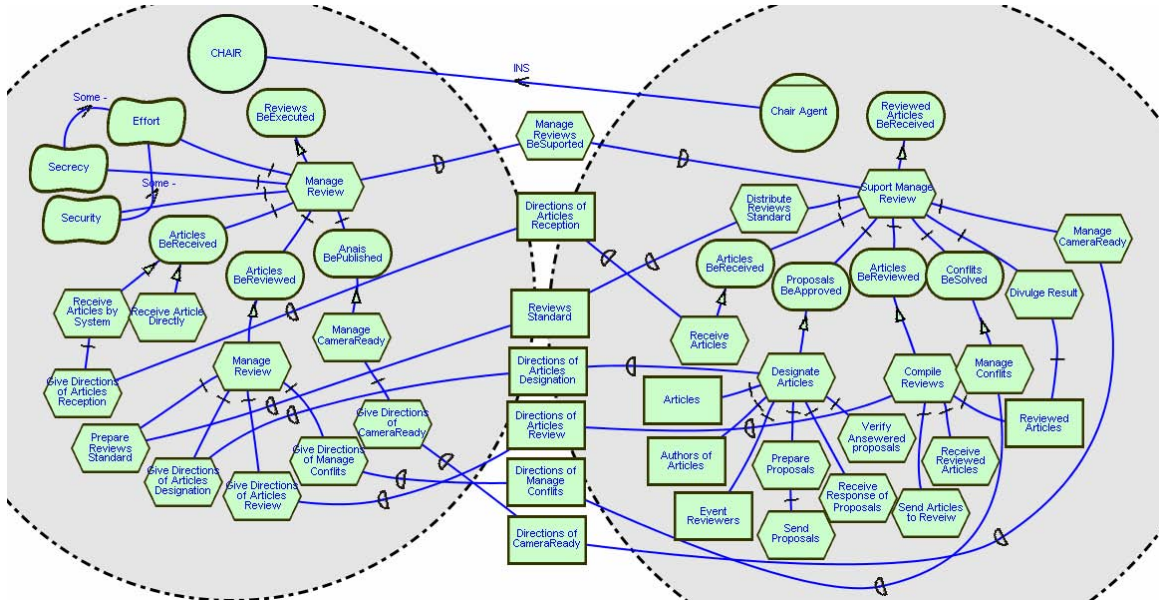 CHAIR
INS
Chair Agent
Some -
Effort
Secrecy
Some -
Security
Reviews
BeExecuted
Manage
Review
Articles
BeReceived
Articles
BeReviewed
Anais
BePublished
Receive
Articles by
System
Receive Article
Directly
Manage
CameraReady
Give Directions
of Articles
Reception
Manage
Review
Prepare
Reviews
Standard
Give Directions
of Articles
Designation
Give Directions
of Articles
Review
Give Directions
of Manage
Conflits
Give Directions
of CameraReady
Manage
Reviews
BeSuported
Directions of
Articles
Reception
Reviews
Standard
Directions of
Articles
Designation
Directions of
Articles
Review
Directions of
Manage
Conflits
Directions of
CameraReady
Reviewed
Articles
BeReceived
Suport Manage
Review
Distribute
Reviews
Standard
Manage
CameraReady
Articles
BeReceived
Proposals
BeApproved
Articles
BeReviewed
Conflits
BeSolved
Divulge Result
Receive
Articles
Designate
Articles
Compile
Reviews
Manage
Conflits
Articles
Authors of
Articles
Event
Reviewers
Prepare
Proposals
Send
Proposals
Verify
Ansewered
proposals
Receive
Response of
Proposals
Receive
Reviewed
Articles
Send Articles
to Reveiw
Reviewed
Articles